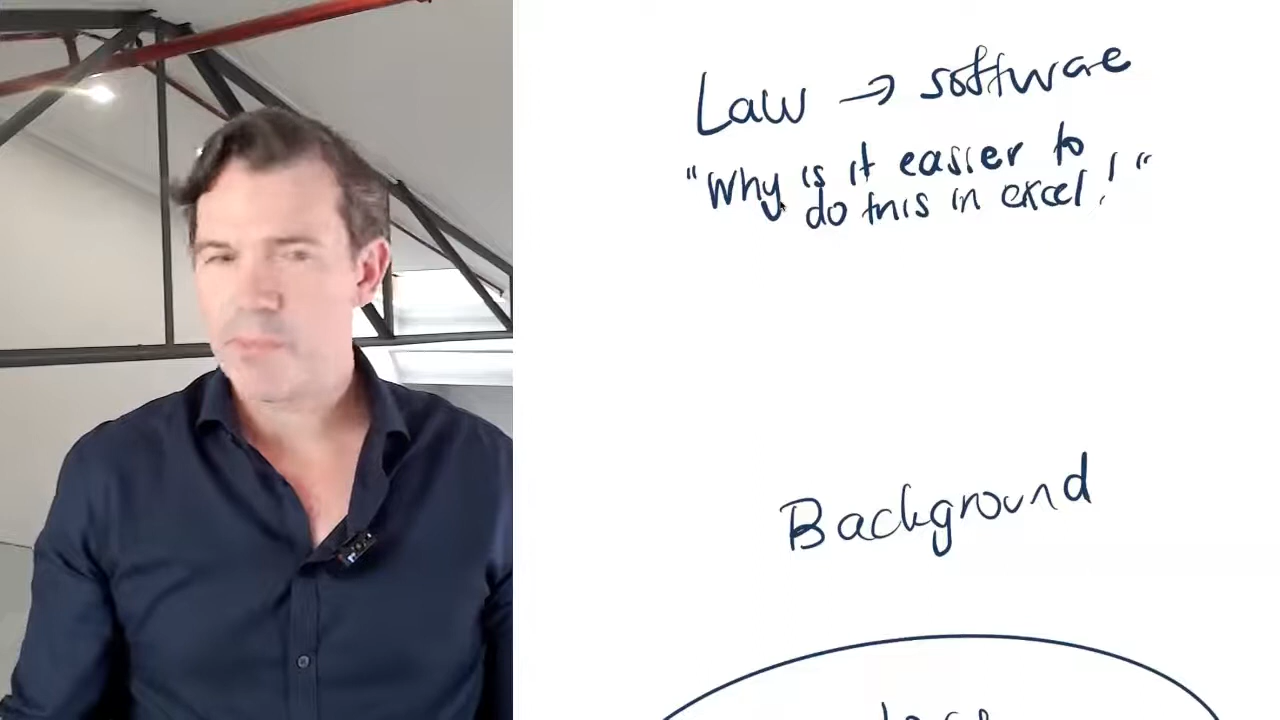 Law → software
"Why is it easier to
do this in excel!"
Background